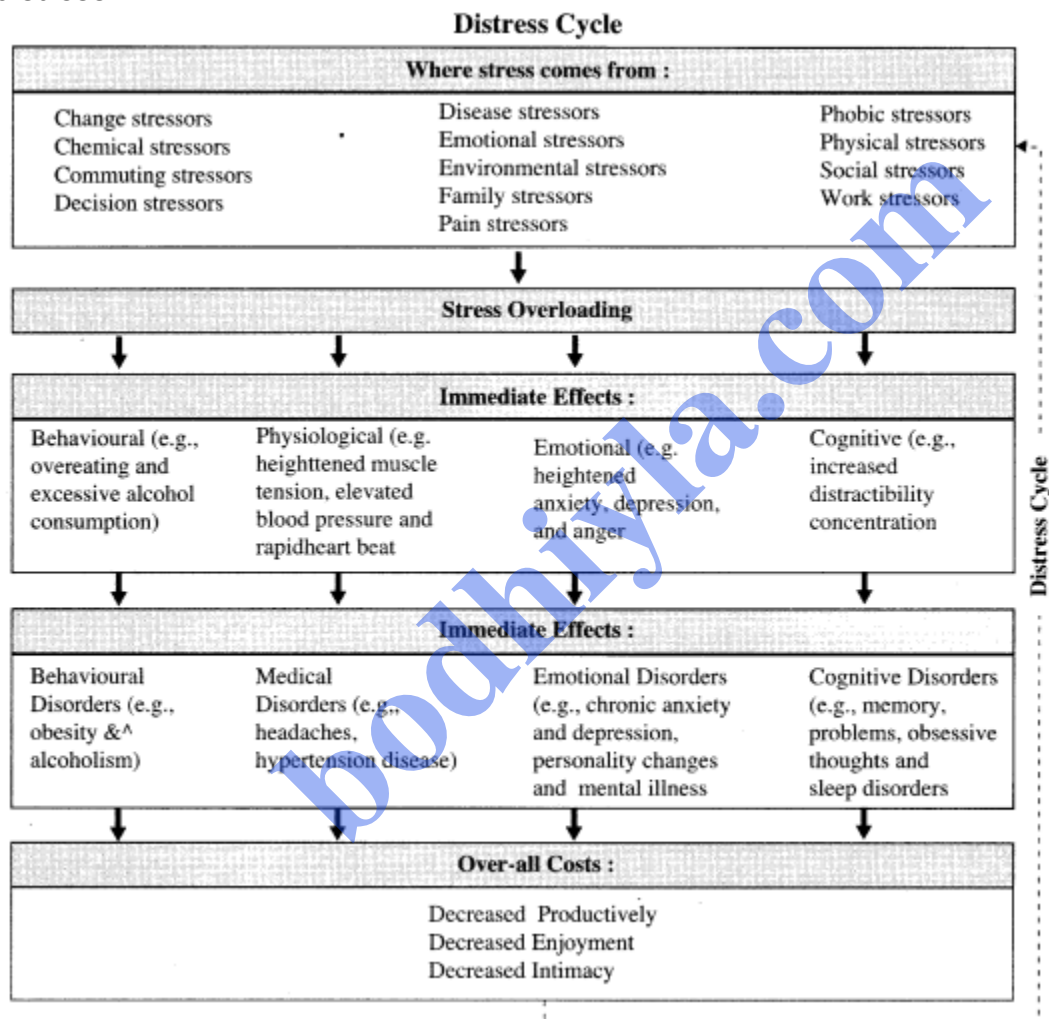 Distress Cycle
Where stress comes from :
Change stressors
Chemical stressors
Commuting stressors
Decision stressors
Disease stressors
Emotional stressors
Environmental stressors
Family stressors
Pain stressors
Phobic stressors
Physical stressors
Social stressors
Work stressors
Stress Overloading
Immediate Effects :
Behavioural (e.g.,
overeating and
excessive alcohol
consumption)
Physiological (e.g.
heighttened muscle
tension, elevated
blood pressure and
rapidheart beat
Emotional (e.g.
heightened
anxiety, depression,
and anger
Cognitive (e.g.,
increased
distractibility
concentration
Immediate Effects :
Behavioural
Disorders (e.g.,
obesity &^
alcoholism)
Medical
Disorders (e.g,,
headaches,
hypertension disease)
Emotional Disorders
(e.g., chronic anxiety
and depression,
personality changes
and mental illness
Cognitive Disorders
(e.g., memory,
problems, obsessive
thoughts and
sleep disorders
Over-all Costs :
Decreased Productively
Decreased Enjoyment
Decreased Intimacy
Distress Cycle
bodhiyla.com